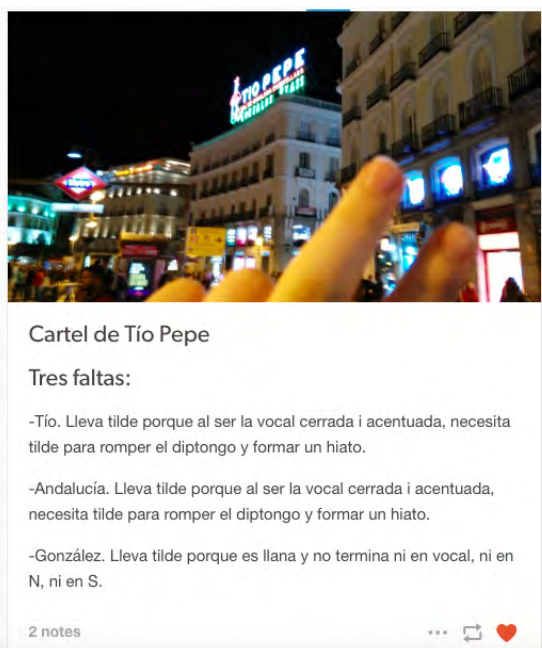 TIO PEPE
GONZALEZ BYASS
Cartel de Tío Pepe
Tres faltas:
-Tío. Lleva tilde porque al ser la vocal cerrada i acentuada, necesita
tilde para romper el diptongo y formar un hiato.
-Andalucía. Lleva tilde porque al ser la vocal cerrada i acentuada,
necesita tilde para romper el diptongo y formar un hiato.
-González. Lleva tilde porque es llana y no termina ni en vocal, ni en
N, ni en S.
2 notes